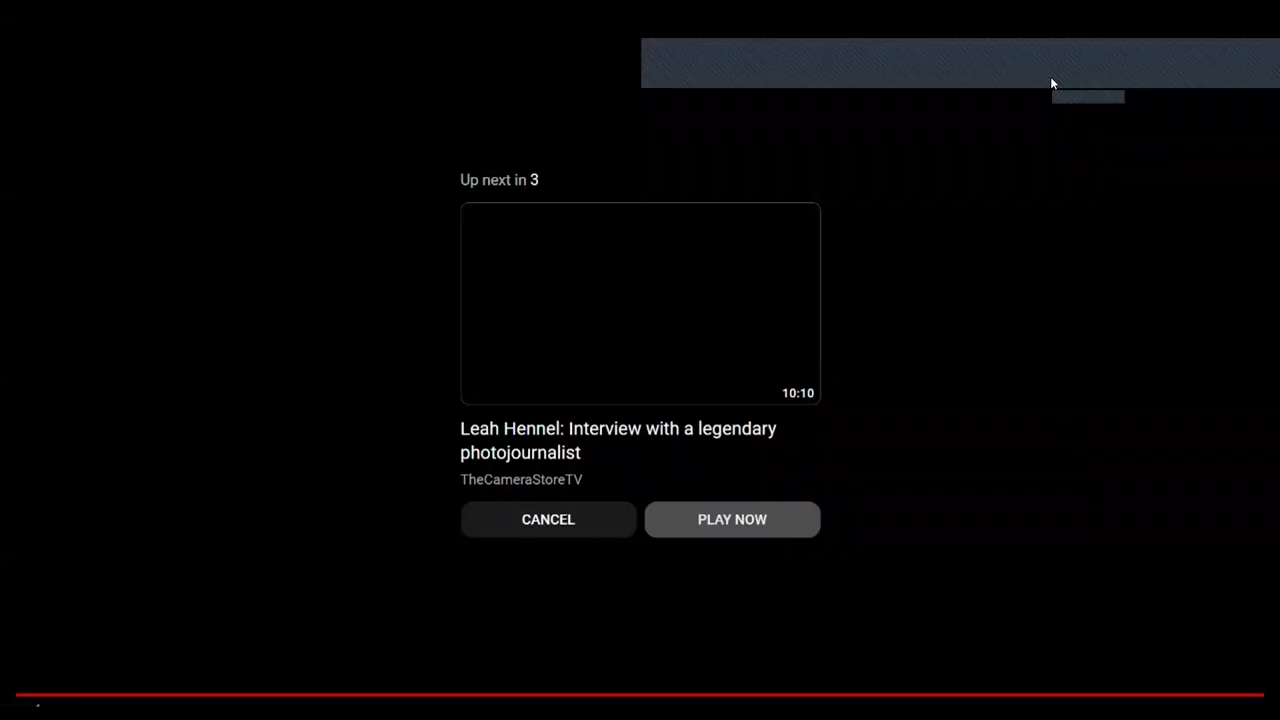 Up next in 3
10:10
Leah Hennel: Interview with a legendary
photojournalist
TheCameraStoreTV
CANCEL
PLAY NOW